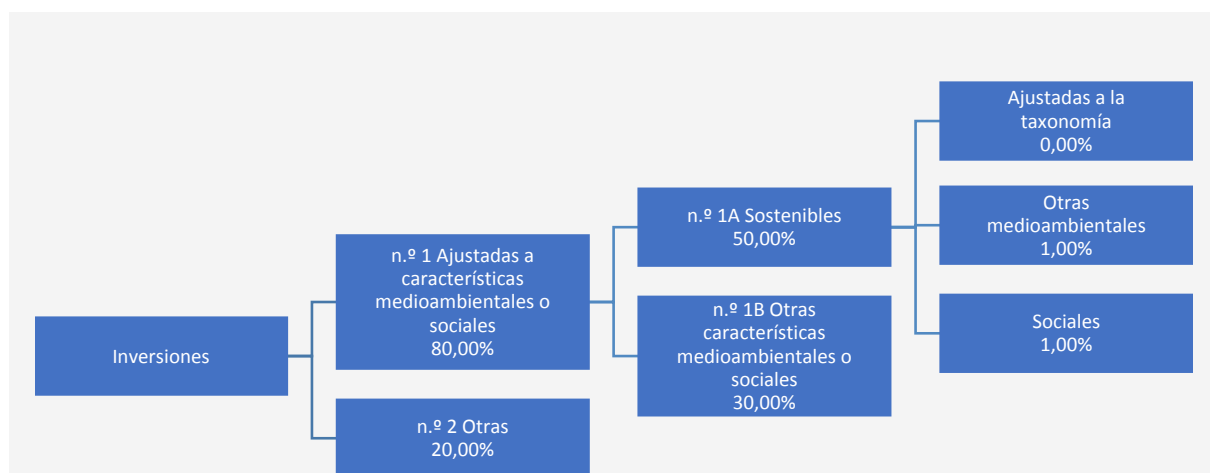 Inversiones
n.º 1 Ajustadas a
características
medioambientales o
sociales
80,00%
n.º 2 Otras
20,00%
n.º 1A Sostenibles
50,00%
n.º 1B Otras
características
medioambientales o
sociales
30,00%
Ajustadas a la
taxonomía
0,00%
Otras
medioambientales
1,00%
Sociales
1,00%